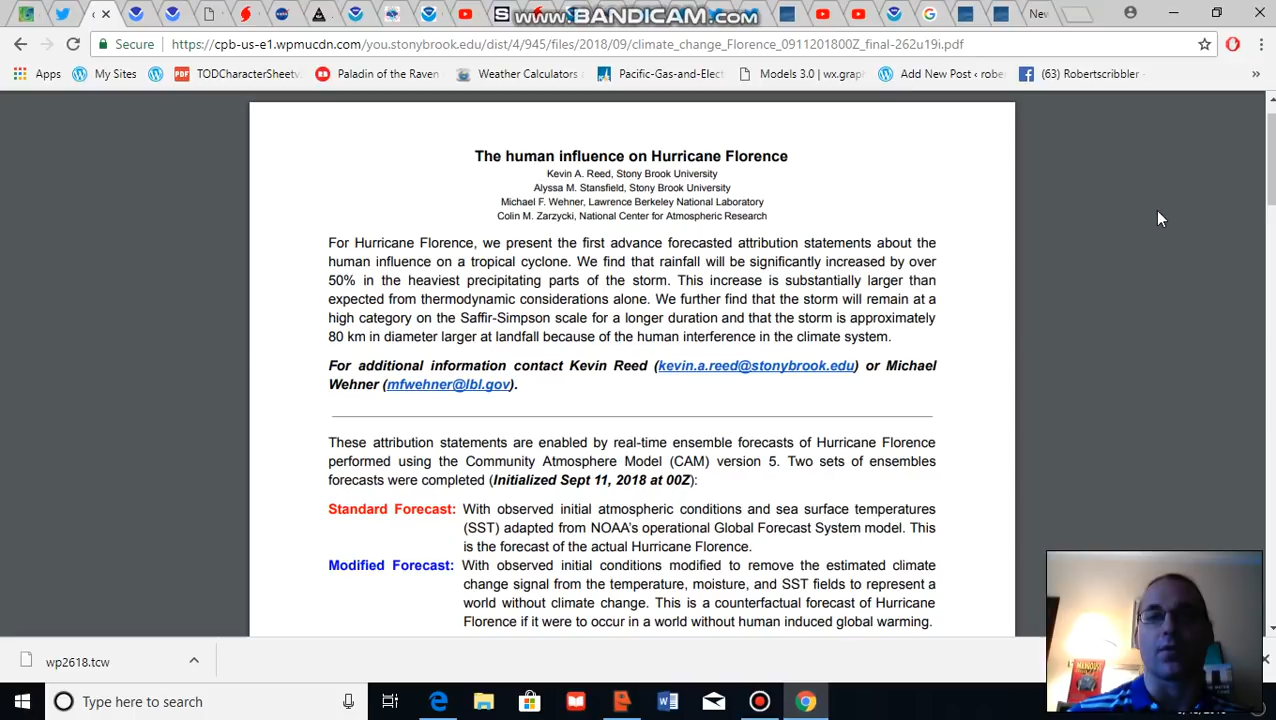 www.BANDICAM.com
Nev
Secure
https://cpb-us-e1.wpmucdn.com/you.stonybrook.edu/dist/4/945/files/2018/09/climate_change_Florence_0911201800Z_final-262u19i.pdf
Apps My Sites TODCharacterSheetv Paladin of the Raven Weather Calculators Pacific-Gas-and-Elect Models 3.0 | wx.graph Add New Post ‹ robe (63) Robertscribbler
The human influence on Hurricane Florence
Kevin A. Reed, Stony Brook University
Alyssa M. Stansfield, Stony Brook University
Michael F. Wehner, Lawrence Berkeley National Laboratory
Colin M. Zarzycki, National Center for Atmospheric Research
For Hurricane Florence, we present the first advance forecasted attribution statements about the
human influence on a tropical cyclone. We find that rainfall will be significantly increased by over
50% in the heaviest precipitating parts of the storm. This increase is substantially larger than
expected from thermodynamic considerations alone. We further find that the storm will remain at a
high category on the Saffir-Simpson scale for a longer duration and that the storm is approximately
80 km in diameter larger at landfall because of the human interference in the climate system.
For additional information contact Kevin Reed (kevin.a.reed@stonybrook.edu) or Michael
Wehner (mfwehner@lbl.gov).
These attribution statements are enabled by real-time ensemble forecasts of Hurricane Florence
performed using the Community Atmosphere Model (CAM) version 5. Two sets of ensembles
forecasts were completed (Initialized Sept 11, 2018 at 00Z):
Standard Forecast: With observed initial atmospheric conditions and sea surface temperatures
(SST) adapted from NOAA's operational Global Forecast System model. This
is the forecast of the actual Hurricane Florence.
Modified Forecast: With observed initial conditions modified to remove the estimated climate
change signal from the temperature, moisture, and SST fields to represent a
world without climate change. This is a counterfactual forecast of Hurricane
Florence if it were to occur in a world without human induced global warming.
wp2618.tcw
Type here to search